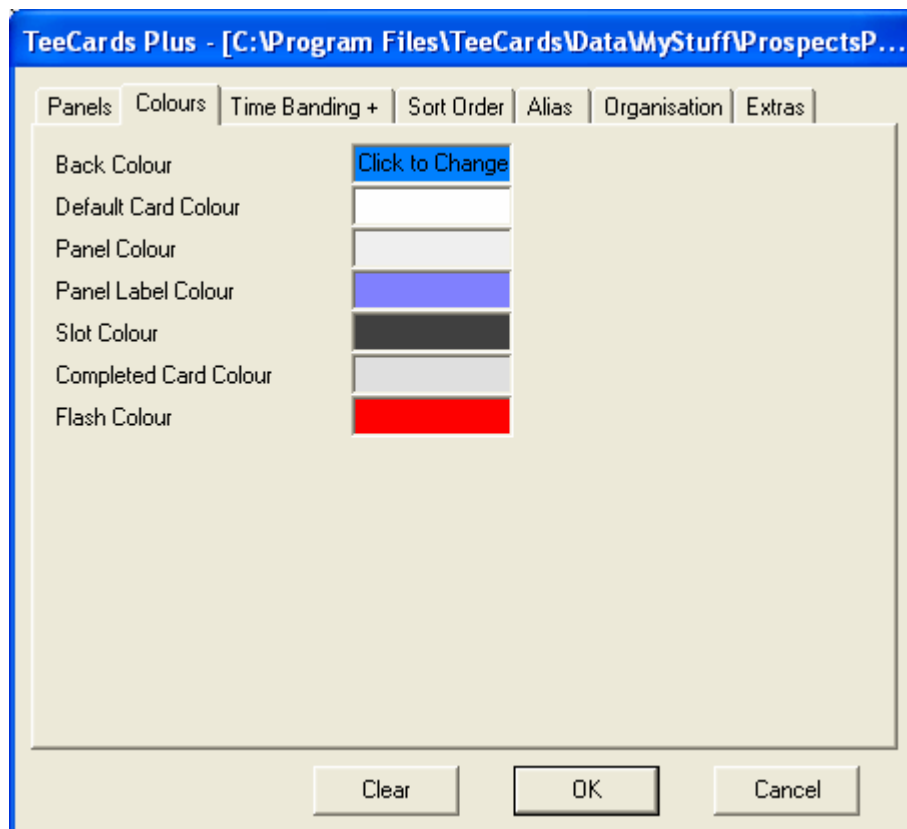 TeeCards Plus - [C:\Program Files\TeeCards\Data\MyStuff\ProspectsP...
Panels Colours Time Banding + Sort Order Alias Organisation Extras
Back Colour Click to Change
Default Card Colour
Panel Colour
Panel Label Colour
Slot Colour
Completed Card Colour
Flash Colour
Clear OK Cancel